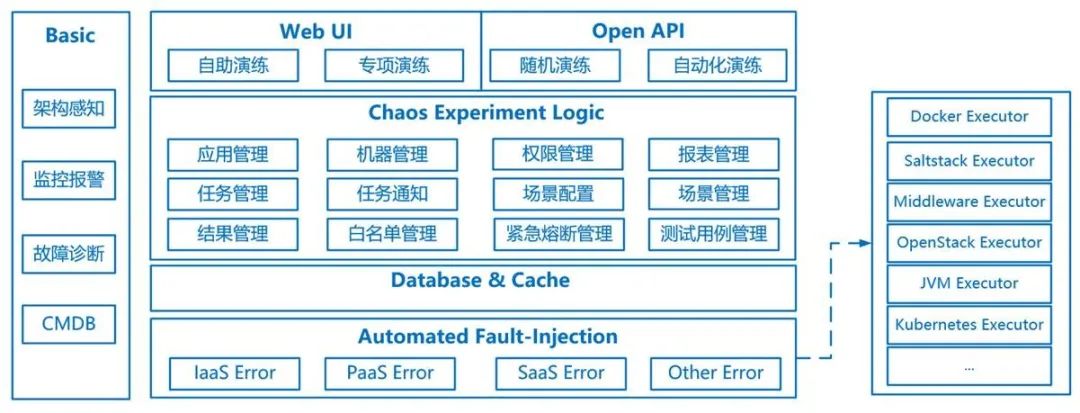 Basic
架构感知
监控报警
故障诊断
CMDB
Web UI
自助演练
专项演练
Open API
随机演练
自动化演练
Chaos Experiment Logic
应用管理
机器管理
权限管理
报表管理
任务管理
任务通知
场景配置
场景管理
结果管理
白名单管理
紧急熔断管理
测试用例管理
Database & Cache
Automated Fault-Injection
IaaS Error
PaaS Error
SaaS Error
Other Error
Docker Executor
Saltstack Executor
Middleware Executor
OpenStack Executor
JVM Executor
Kubernetes Executor
...